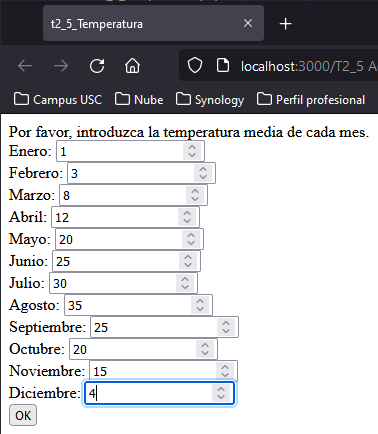 t2_5_Temperatura
localhost:3000/T2_5 A
Campus USC Nube Synology Perfil profesional
Por favor, introduzca la temperatura media de cada mes.
Enero: 1
Febrero: 3
Marzo: 8
Abril: 12
Mayo: 20
Junio: 25
Julio: 30
Agosto: 35
Septiembre: 25
Octubre: 20
Noviembre: 15
Diciembre: 4
OK